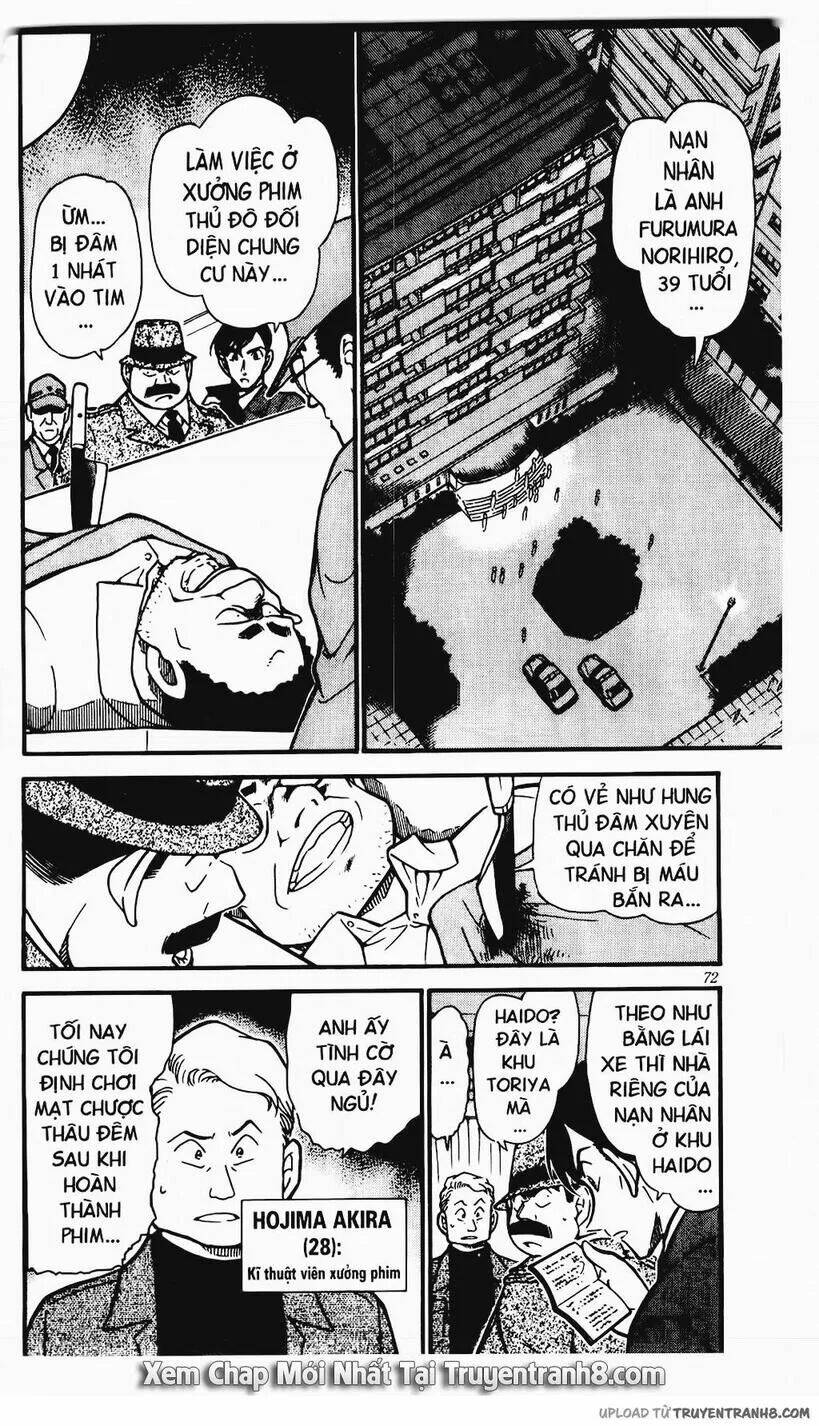 NẠN
NHÂN
LÀ ANH
FURUMURA
NORIHIRO,
39 TUỔI
...
LÀM VIỆC Ở
XƯỞNG PHIM
THỦ ĐÔ ĐỐI
DIỆN CHUNG
CƯ NÀY...
ỪM...
BỊ ĐÂM
1 NHÁT
VÀO TIM
...
CÓ VẺ NHƯ HUNG
THỦ ĐÂM XUYÊN
QUA CHĂN ĐỂ
TRÁNH BỊ MÁU
BẮN RA...
72
THEO NHƯ
BẰNG LÁI
XE THÌ NHÀ
RIÊNG CỦA
NẠN NHÂN
Ở KHU
HAIDO
...
HAIDO?
ĐÂY LÀ
KHU
TORIYA
MÀ
...
À
...
ANH ẤY
TÌNH CỜ
QUA ĐÂY
NGỦ!
TỐI NAY
CHÚNG TÔI
ĐỊNH CHƠI
MẠT CHƯỢC
THÂU ĐÊM
SAU KHI
HOÀN
THÀNH
PHIM...
HOJIMA AKIRA
(28):
Kĩ thuật viên xưởng phim
Xem Chap Mới Nhất Tại Truyentranh8.com
UPLOAD TỪ TRUYENTRANH8.COM